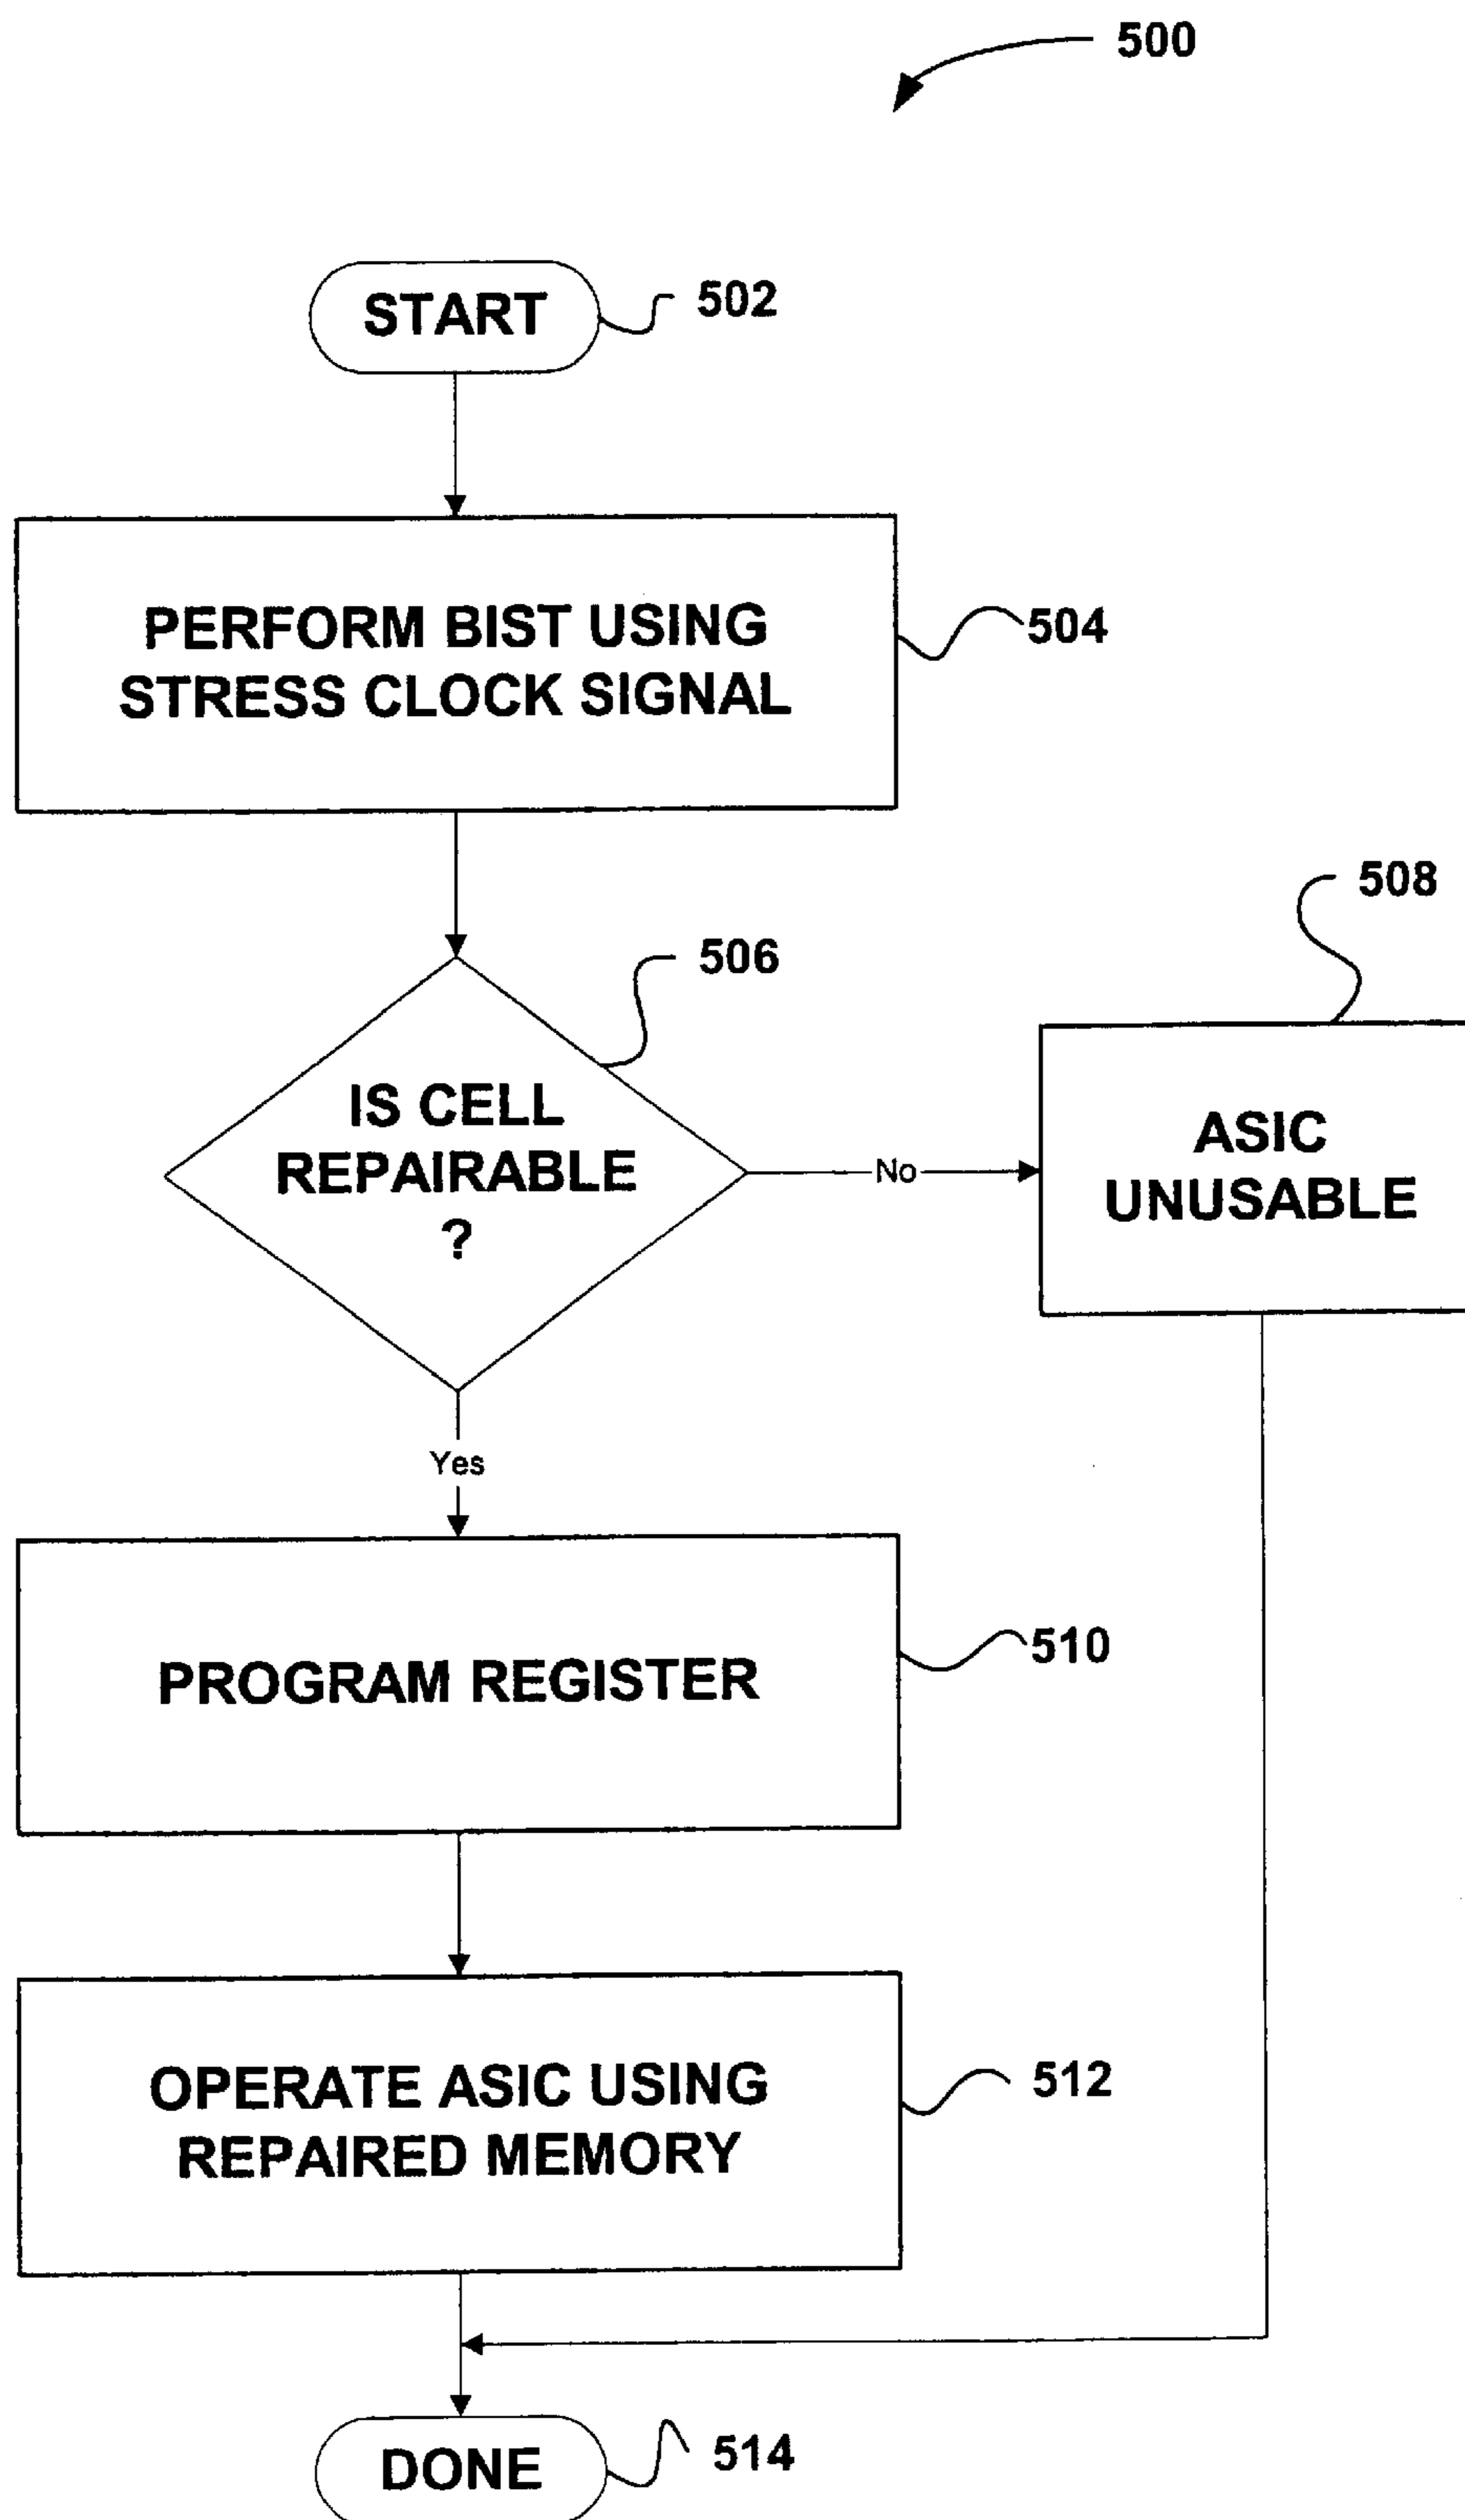 500
START
502
PERFORM BIST USING
STRESS CLOCK SIGNAL
504
508
506
IS CELL
REPAIRABLE
?
No
ASIC
UNUSABLE
Yes
PROGRAM REGISTER
510
OPERATE ASIC USING
REPAIRED MEMORY
512
DONE
514